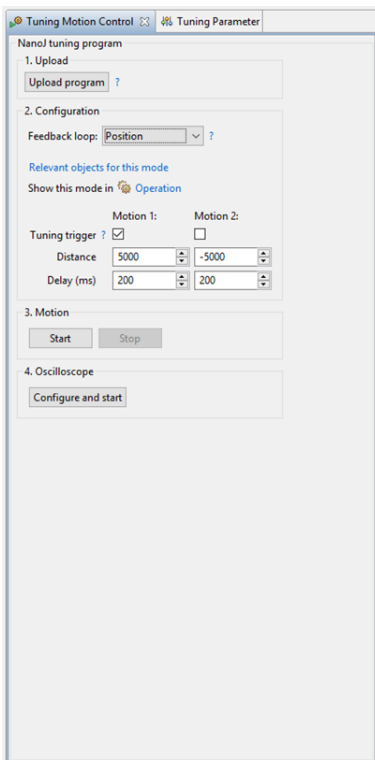 Tuning Motion Control Tuning Parameter
NanoJ tuning program
1. Upload
Upload program ?
2. Configuration
Feedback loop: Position ?
Relevant objects for this mode
Show this mode in Operation
Motion 1: Motion 2:
Tuning trigger ?
Distance 5000 -5000
Delay (ms) 200 200
3. Motion
Start Stop
4. Oscilloscope
Configure and start